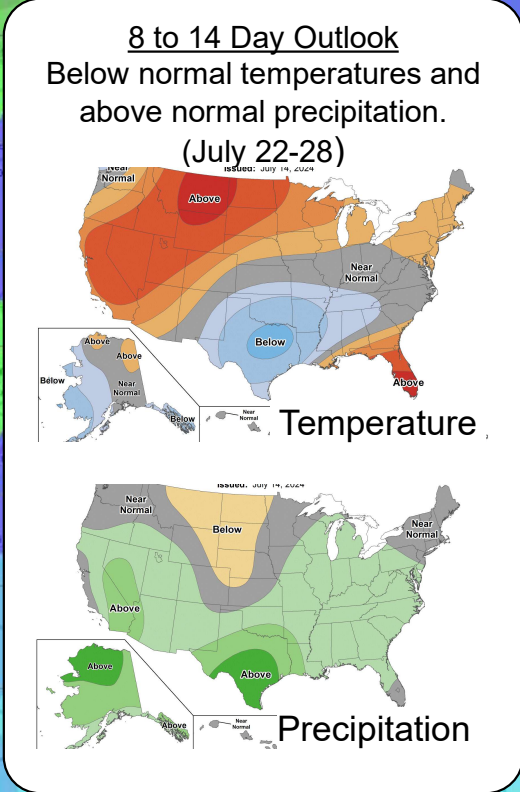 8 to 14 Day Outlook
Below normal temperatures and
above normal precipitation.
(July 22-28)
Issued: July 14, 2024
Near
Normal
Above
Near
Normal
Below
Above
Above
Above
Below
Near
Normal
Below
Near
Normal
Temperature
Issued: July 14, 2024
Near
Normal
Below
Near
Normal
Above
Above
Above
Above
Near
Normal
Precipitation